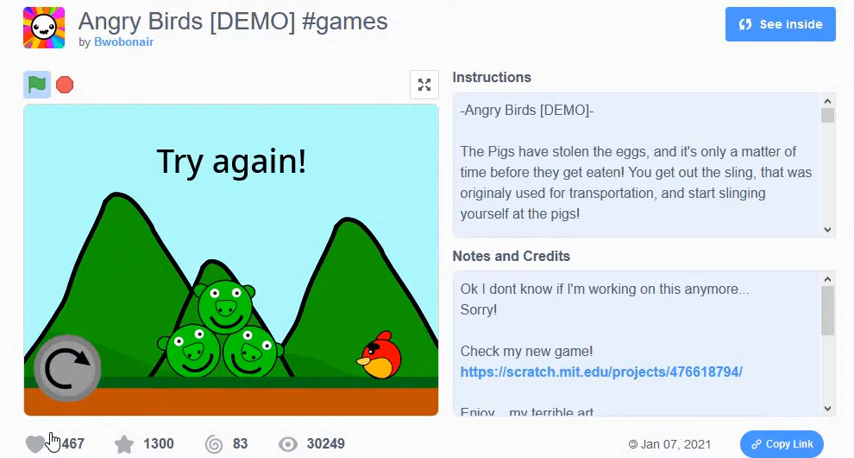 Angry Birds [DEMO] #games
by Bwobonair
See inside
Instructions
-Angry Birds [DEMO]-
The Pigs have stolen the eggs, and it's only a matter of
time before they get eaten! You get out the sling, that was
originaly used for transportation, and start slinging
yourself at the pigs!
Try again!
Notes and Credits
Ok I dont know if I'm working on this anymore...
Sorry!
Check my new game!
https://scratch.mit.edu/projects/476618794/
Enjoy... my terrible art
1300
83
30249
© Jan 07, 2021
Copy Link